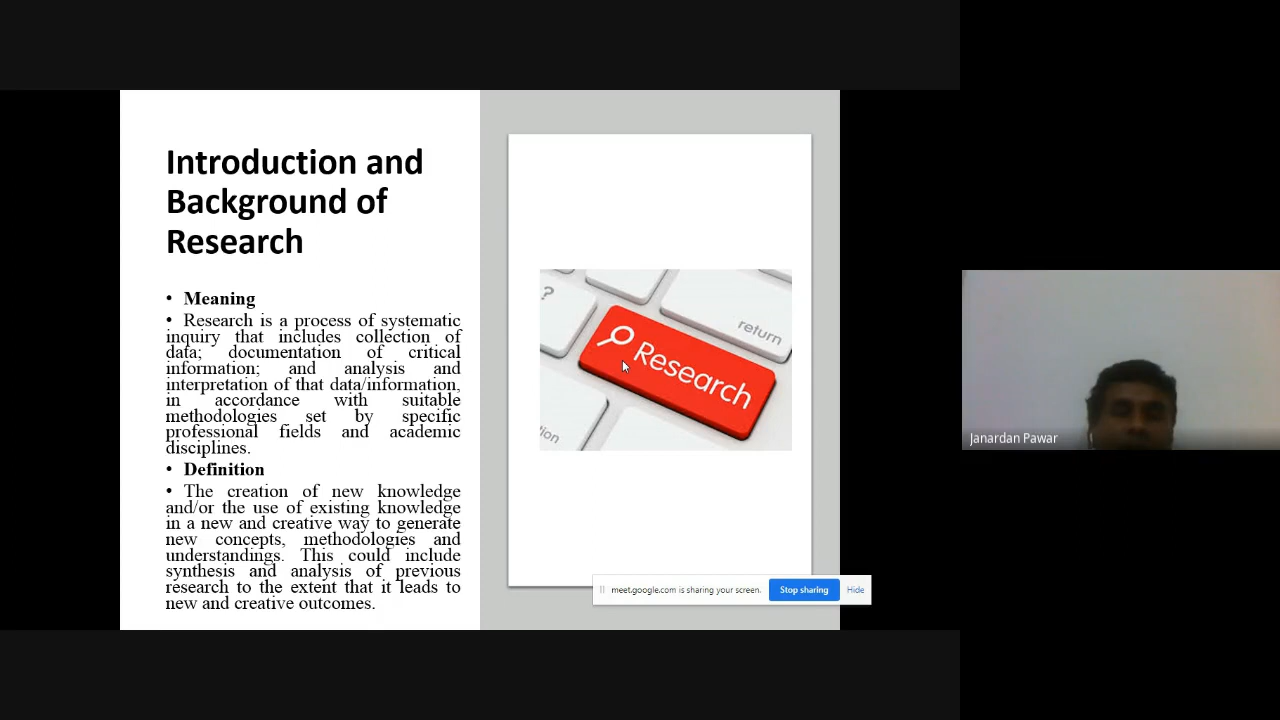 Introduction and
Background of
Research
• Meaning
• Research is a process of systematic
inquiry that includes collection of
data; documentation of critical
information; and analysis and
interpretation of that data/information,
in accordance with suitable
methodologies set by specific
professional fields and academic
disciplines.
• Definition
• The creation of new knowledge
and/or the use of existing knowledge
in a new and creative way to generate
new concepts, methodologies and
understandings. This could include
synthesis and analysis of previous
research to the extent that it leads to
new and creative outcomes.
?
return
Research
tion
meet.google.com is sharing your screen.
Stop sharing
Hide
Janardan Pawar